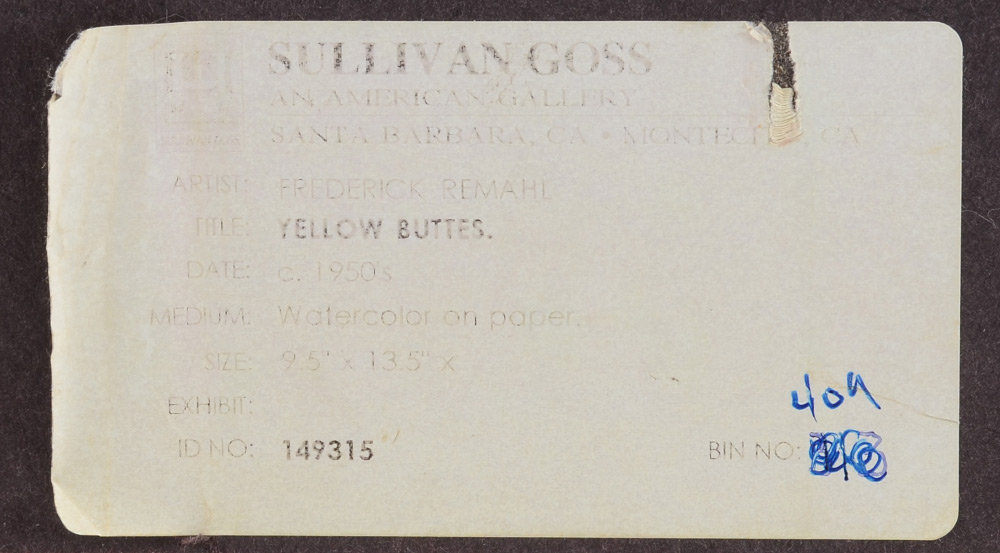 SULLIVAN GOSS
AN AMERICAN GALLERY
SANTA BARBARA, CA • MONTECT CA
ARTIST: FREDERICK REMAHL
TITLE: YELLOW BUTTES.
DATE: c. 1950's
MEDIUM: Watercolor on paper.
SIZE: 9.5" x 13.5" x
EXHIBIT:
409
ID NO: 149315 BIN NO: